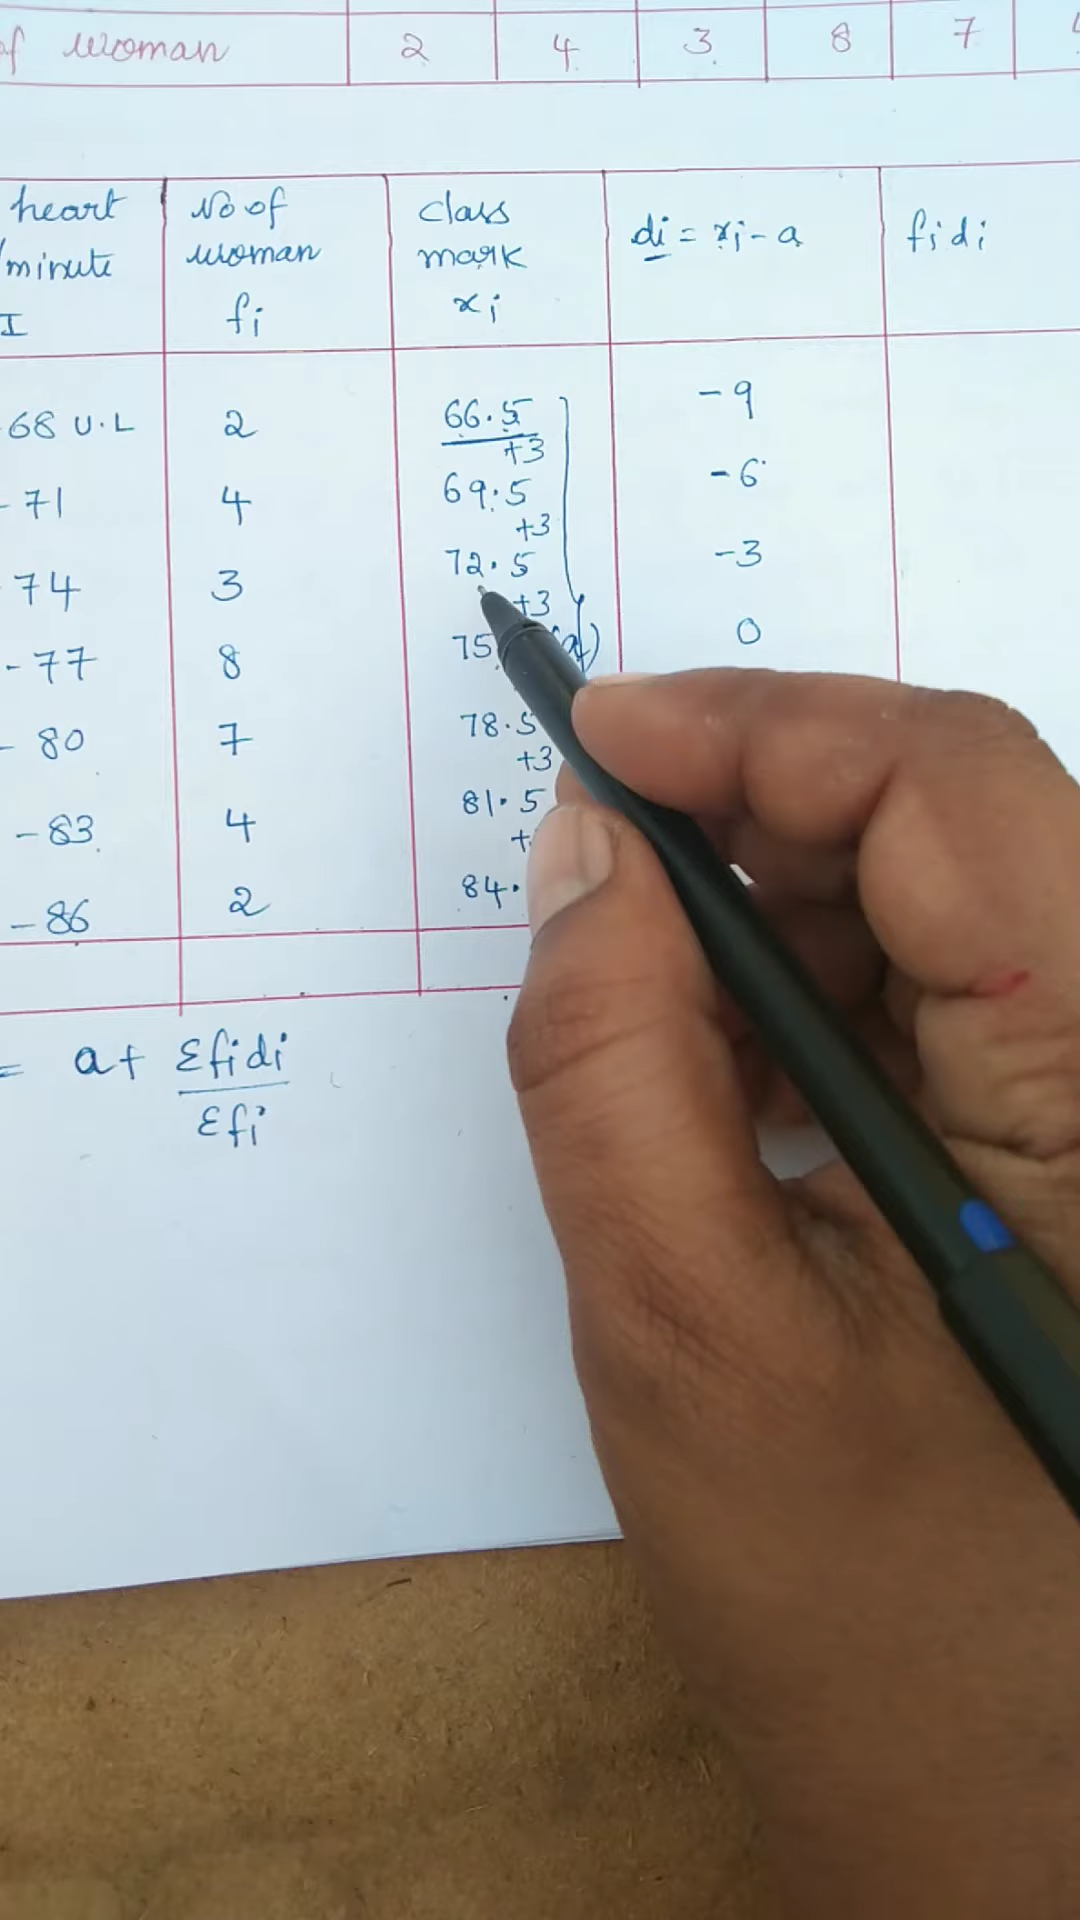 of woman 2 4 3 8 7
heart No of class di = xi - a fidi
/minute woman mark
I fi xi
68 U.L 2 66.5 -9
+3
- 71 4 69.5 -6
+3
74 3 72.5 -3
+3
- 77 8 75 (a) 0
- 80 7 78.5
+3
- 83 4 81.5
+
- 86 2 84.
= a+ Σfidi
Σfi